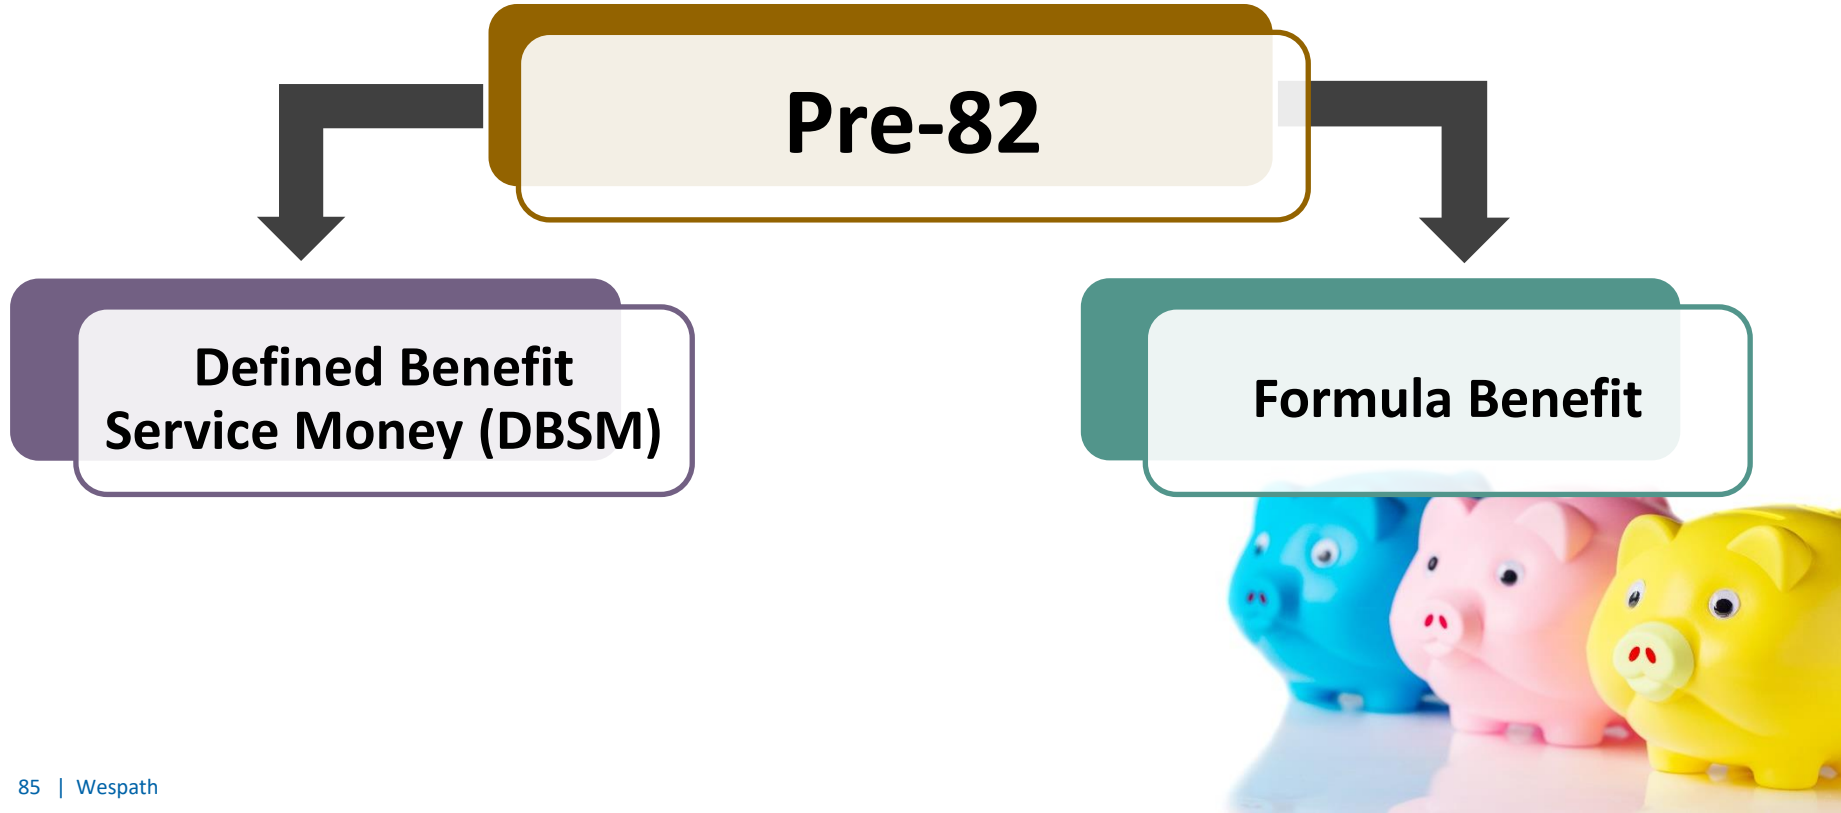 Pre-82
Defined Benefit
Service Money (DBSM)
Formula Benefit
85 | Wespath